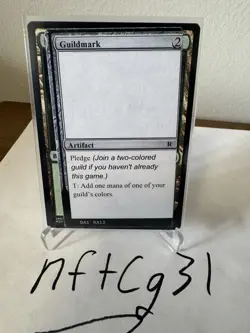 Guildmark 2
Artifact R
Pledge (Join a two-colored
guild if you haven't already
this game.)
T: Add one mana of one of your
guild's colors.
nftcg31